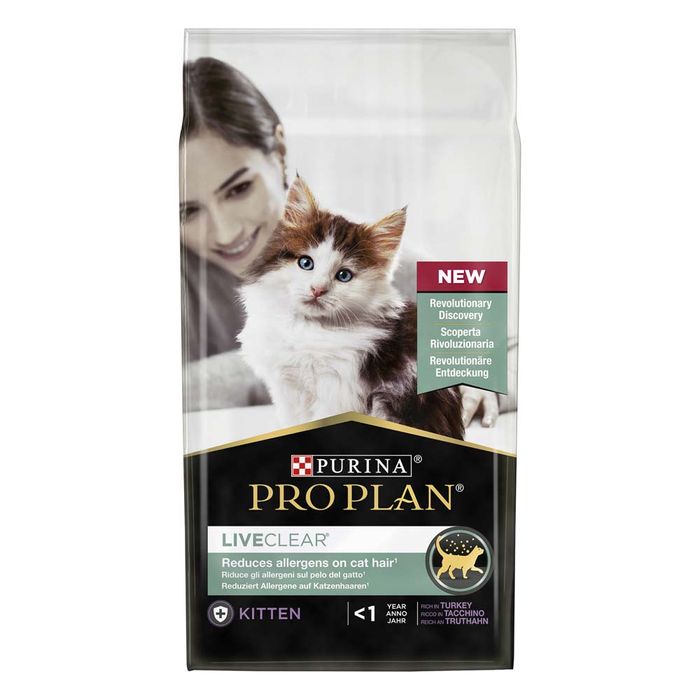 NEW
Revolutionary
Discovery
Scoperta
Rivoluzionaria
Revolutionäre
Entdeckung
PURINA®
PRO PLAN®
LIVECLEAR®
Reduces allergens on cat hair¹
Riduce gli allergeni sul pelo del gatto¹
Reduziert Allergene auf Katzenhaaren¹
KITTEN
<1
YEAR
ANNO
JAHR
RICH IN TURKEY
RICCO IN TACCHINO
REICH AN TRUTHAHN